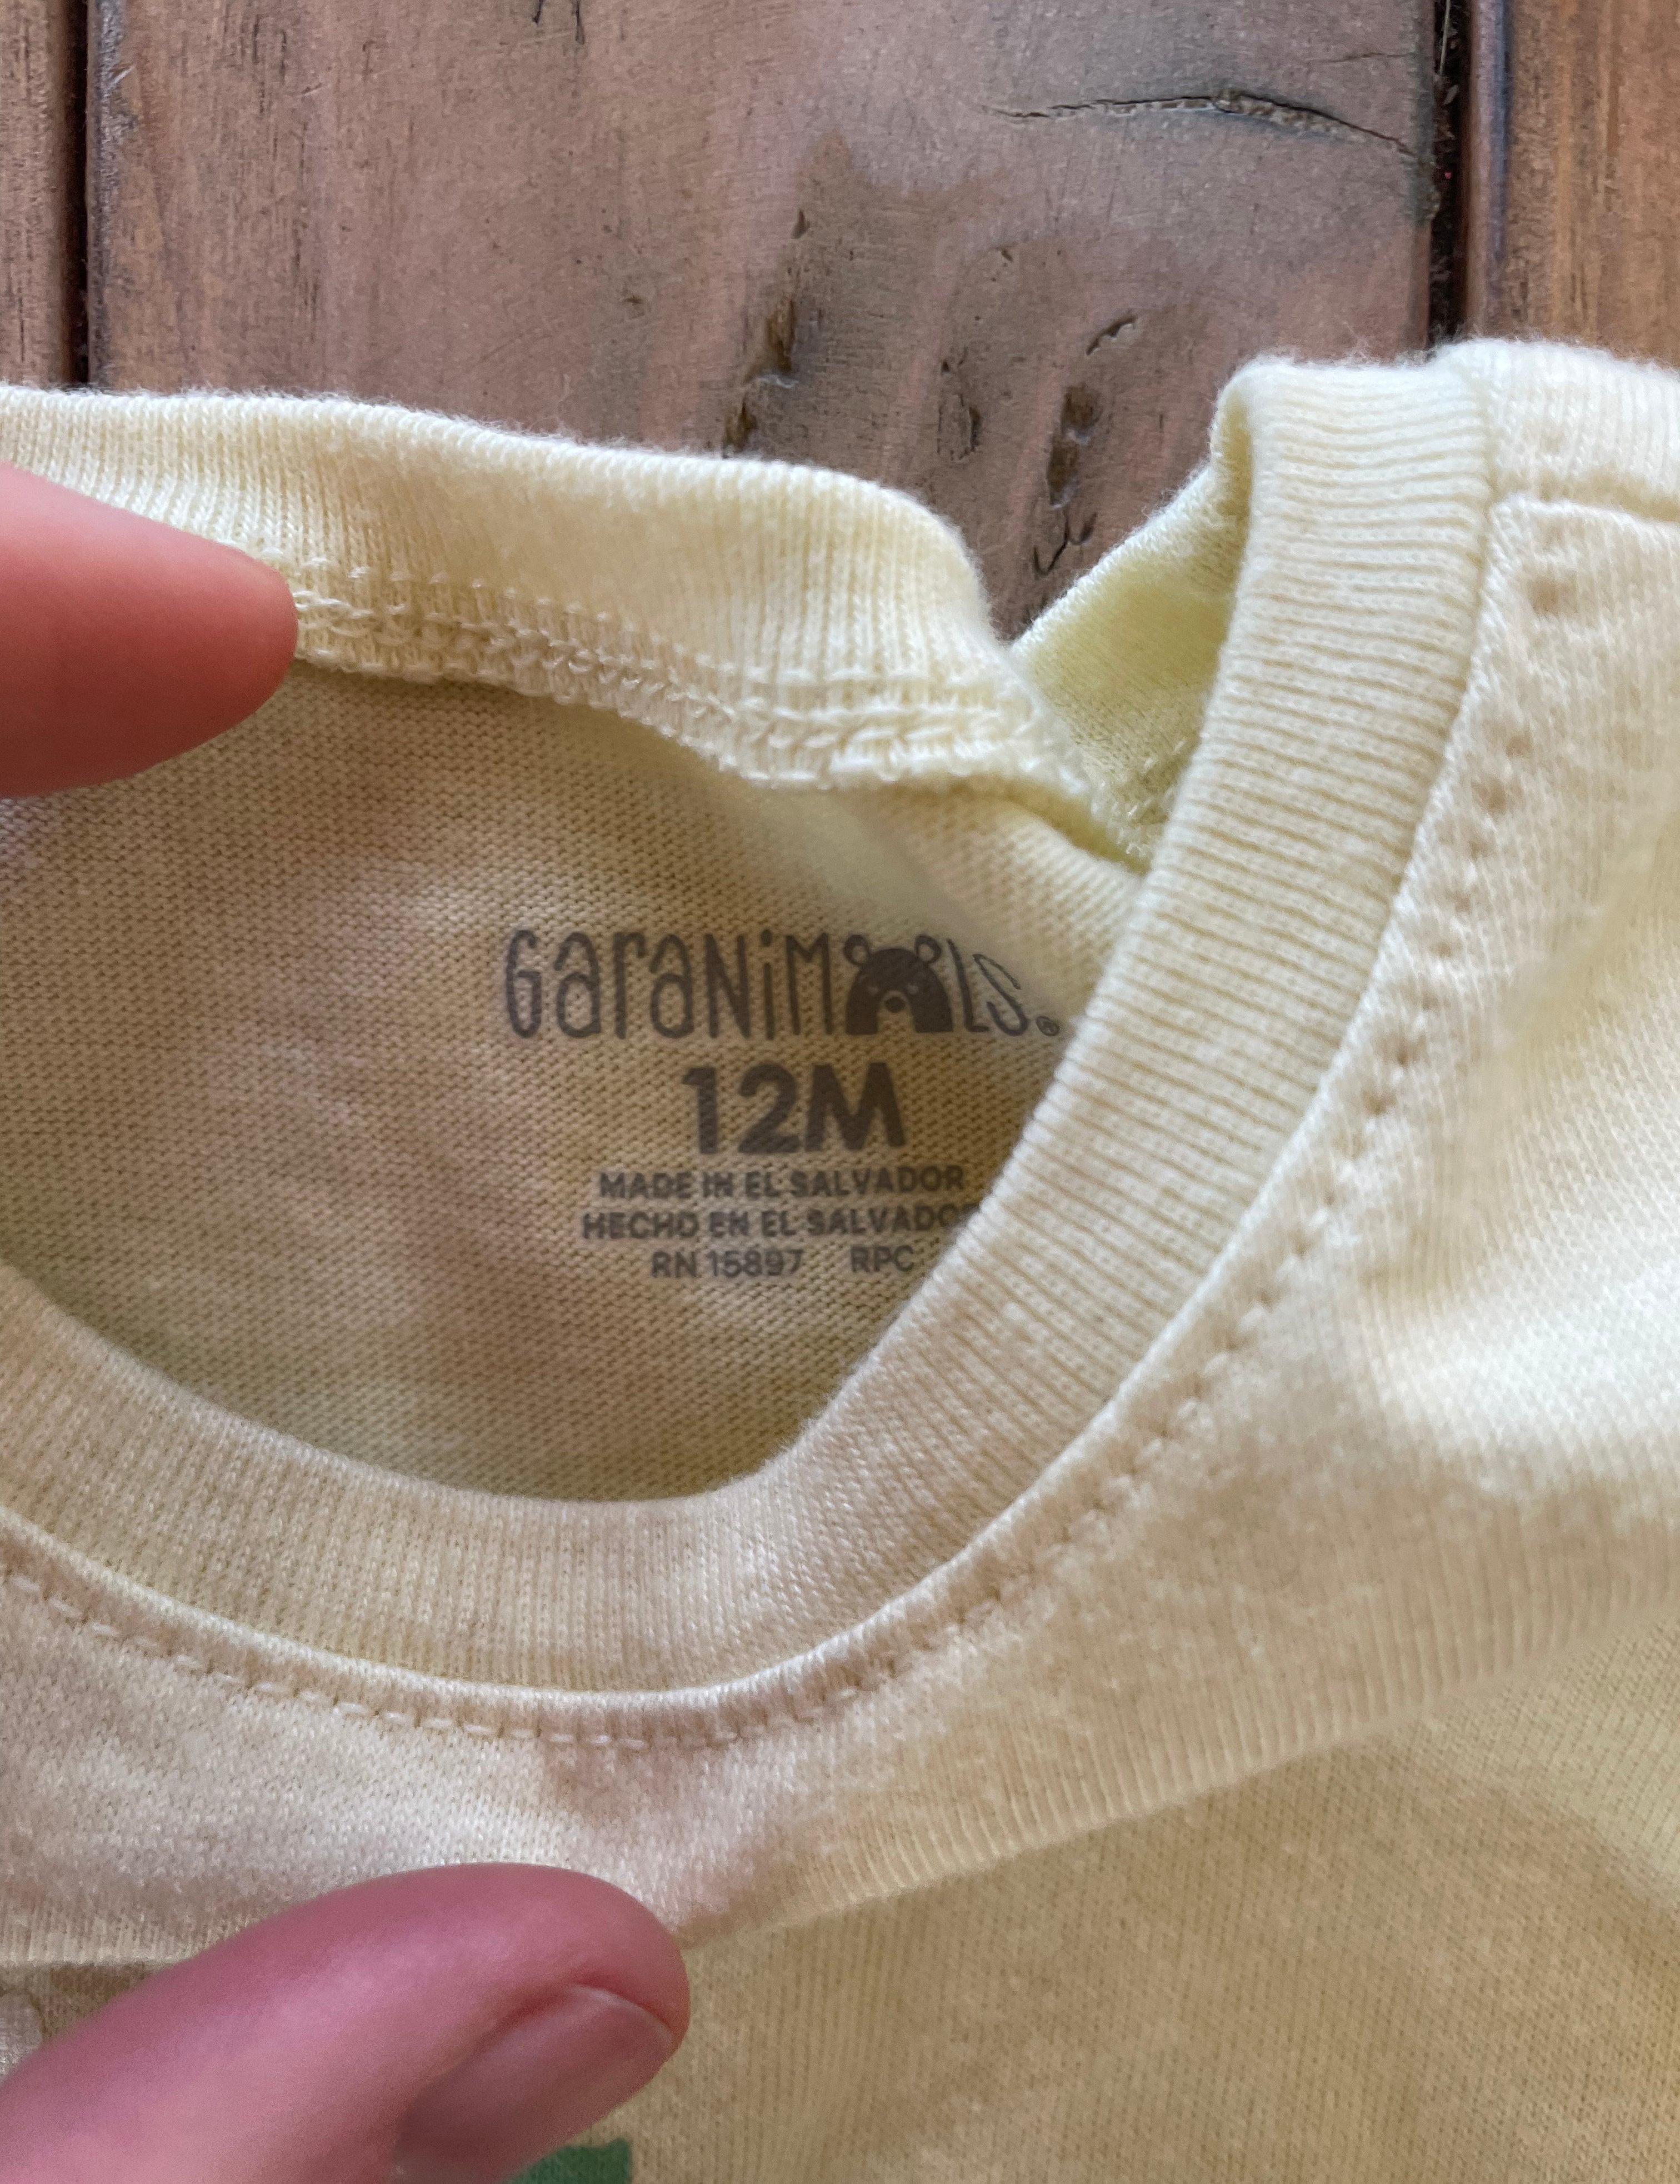 GARANIMALS®
12M
MADE IN EL SALVADOR
HECHO EN EL SALVADOR
RN 15897 RPC